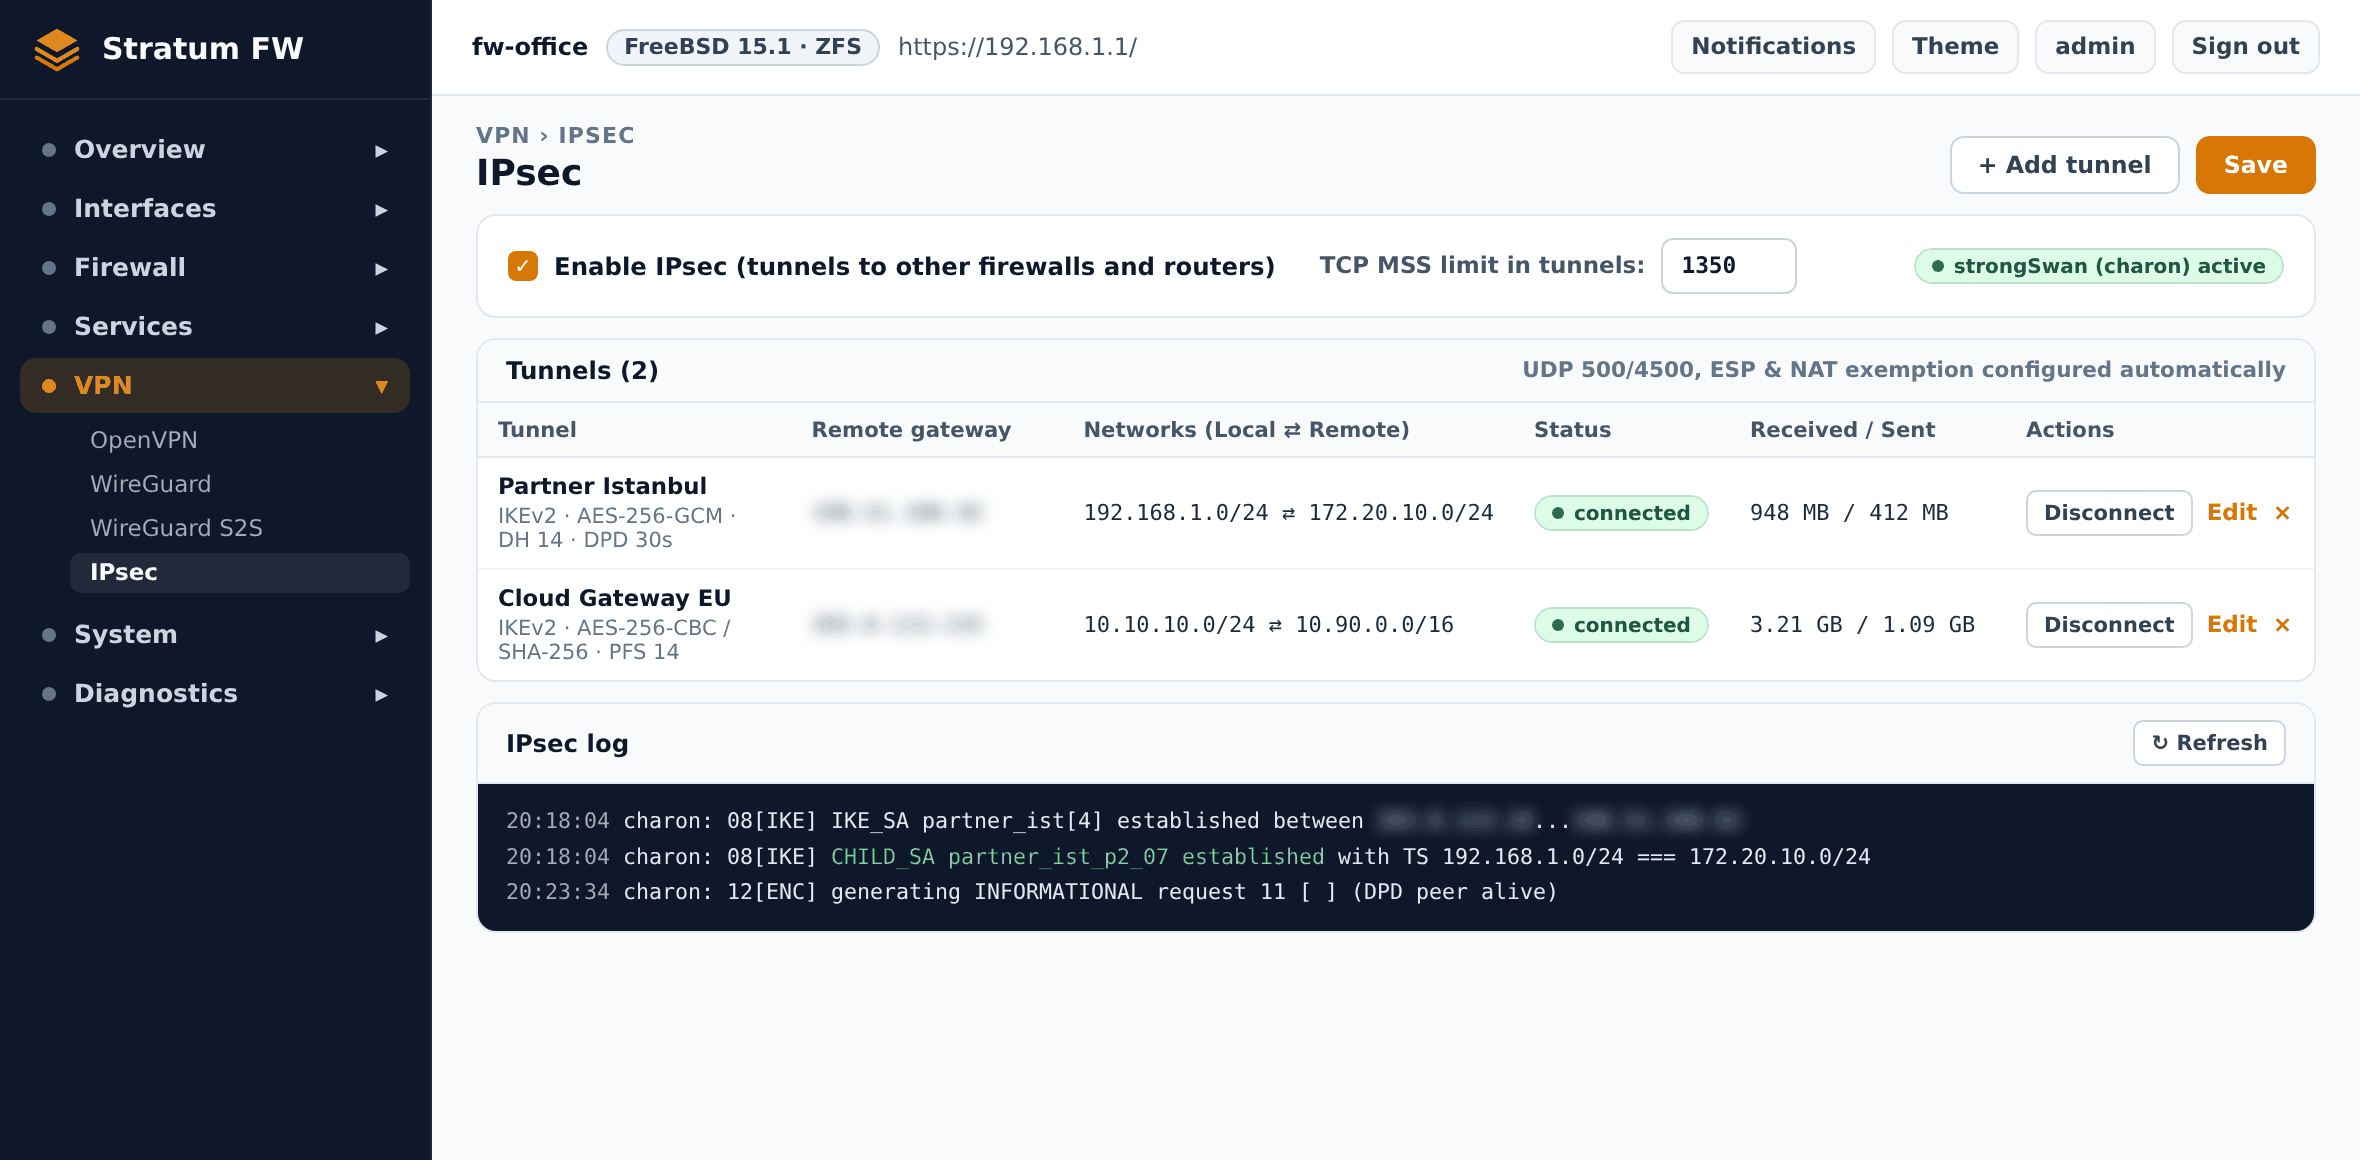 Stratum FW
Overview ▶
Interfaces ▶
Firewall ▶
Services ▶
VPN ▼
OpenVPN
WireGuard
WireGuard S2S
IPsec
System ▶
Diagnostics ▶
fw-office FreeBSD 15.1 · ZFS https://192.168.1.1/ Notifications Theme admin Sign out
VPN › IPSEC
IPsec
+ Add tunnel Save
✓ Enable IPsec (tunnels to other firewalls and routers) TCP MSS limit in tunnels: 1350 ● strongSwan (charon) active
Tunnels (2) UDP 500/4500, ESP & NAT exemption configured automatically
Tunnel Remote gateway Networks (Local ⇄ Remote) Status Received / Sent Actions
Partner Istanbul
IKEv2 · AES-256-GCM ·
DH 14 · DPD 30s
192.168.1.0/24 ⇄ 172.20.10.0/24 ● connected 948 MB / 412 MB Disconnect Edit ×
Cloud Gateway EU
IKEv2 · AES-256-CBC /
SHA-256 · PFS 14
10.10.10.0/24 ⇄ 10.90.0.0/16 ● connected 3.21 GB / 1.09 GB Disconnect Edit ×
IPsec log ↻ Refresh
20:18:04 charon: 08[IKE] IKE_SA partner_ist[4] established between ...
20:18:04 charon: 08[IKE] CHILD_SA partner_ist_p2_07 established with TS 192.168.1.0/24 === 172.20.10.0/24
20:23:34 charon: 12[ENC] generating INFORMATIONAL request 11 [ ] (DPD peer alive)